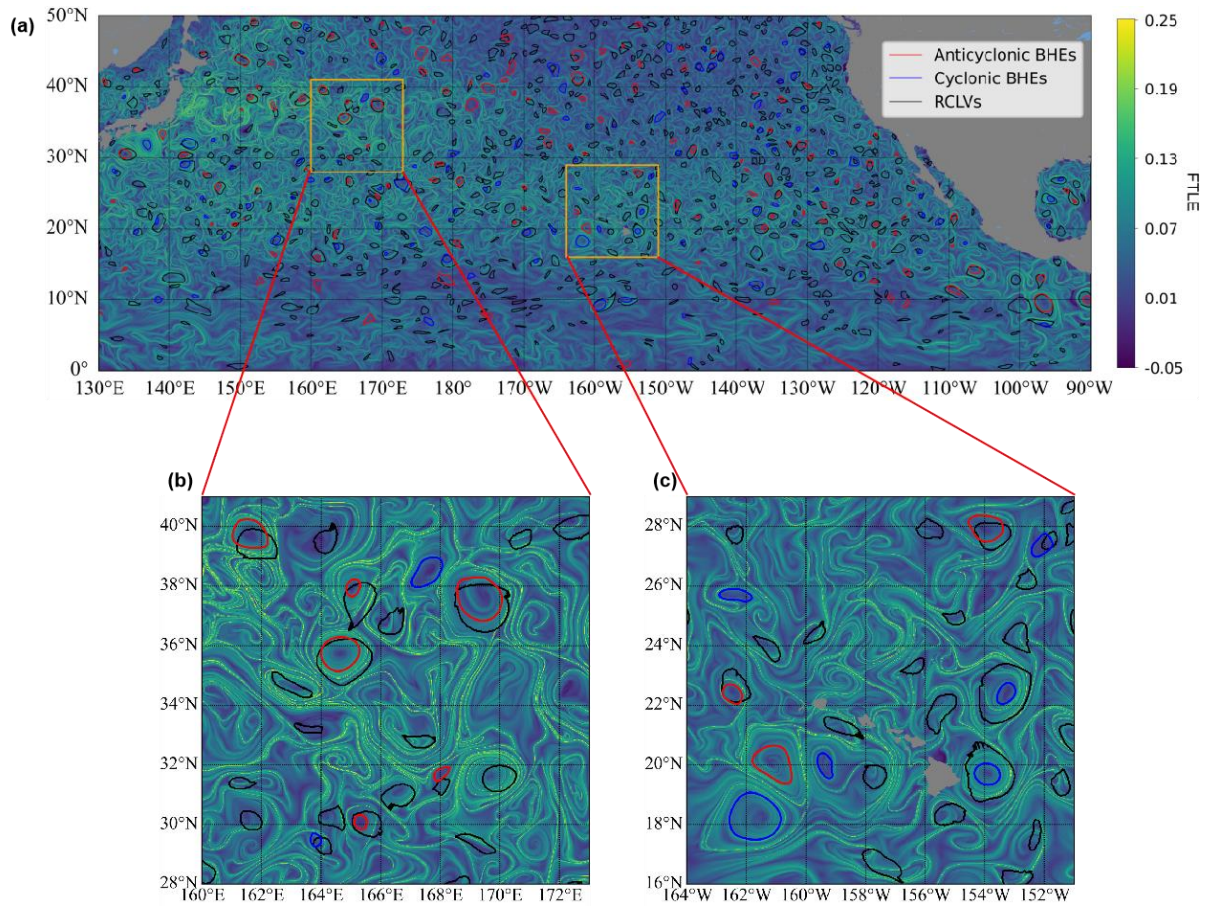 (a)
50°N
40°N
30°N
20°N
10°N
0°
130°E 140°E 150°E 160°E 170°E 180° 170°W 160°W 150°W 140°W 130°W 120°W 110°W 100°W 90°W
Anticyclonic BHEs
Cyclonic BHEs
RCLVs
0.25
0.19
0.13
0.07
0.01
-0.05
FTLE
(b)
40°N
38°N
36°N
34°N
32°N
30°N
28°N
160°E 162°E 164°E 166°E 168°E 170°E 172°E
(c)
28°N
26°N
24°N
22°N
20°N
18°N
16°N
164°W 162°W 160°W 158°W 156°W 154°W 152°W